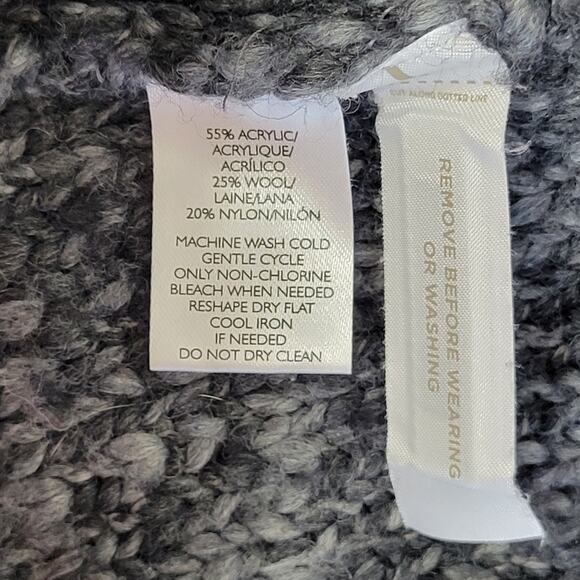 55% ACRYLIC/
ACRYLIQUE/
ACRÍLICO
25% WOOL/
LAINE/LANA
20% NYLON/NILÓN
MACHINE WASH COLD
GENTLE CYCLE
ONLY NON-CHLORINE
BLEACH WHEN NEEDED
RESHAPE DRY FLAT
COOL IRON
IF NEEDED
DO NOT DRY CLEAN
CUT ALONG DOTTED LINE
REMOVE BEFORE WEARING
OR WASHING